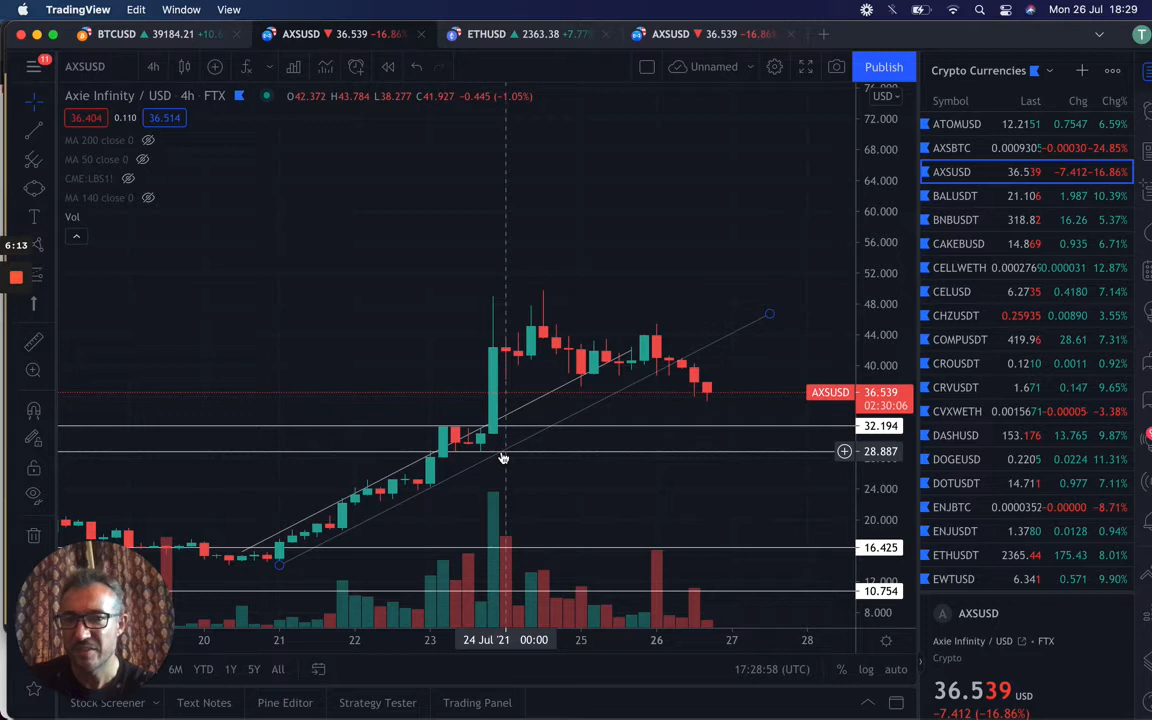 TradingView Edit Window View Mon 26 Jul 18:29
BTCUSD ▲ 39184.21 +10.6 AXSUSD ▼ 36.539 −16.86% ETHUSD ▲ 2363.38 +7.77% AXSUSD ▼ 36.539 −16.86% T
11 AXSUSD 4h Unnamed Publish Crypto Currencies
Axie Infinity / USD 4h FTX O42.372 H43.784 L38.277 C41.927 −0.445 (−1.05%) USD
36.404 0.110 36.514
MA 200 close 0
MA 50 close 0
CME:LBS1!
MA 140 close 0
Vol
6:13
76.000
72.000
68.000
64.000
60.000
56.000
52.000
48.000
44.000
40.000
AXSUSD 36.539
02:30:06
32.194
28.887
24.000
20.000
16.425
12.000
10.754
8.000
20 21 22 23 24 Jul '21 00:00 25 26 27 28
6M YTD 1Y 5Y All 17:28:58 (UTC) % log auto
Stock Screener Text Notes Pine Editor Strategy Tester Trading Panel
Symbol Last Chg Chg%
ATOMUSD 12.2151 0.7547 6.59%
AXSBTC 0.0009305 −0.00030 −24.85%
AXSUSD 36.539 −7.412 −16.86%
BALUSDT 21.106 1.987 10.39%
BNBUSDT 318.82 16.26 5.37%
CAKEBUSD 14.869 0.935 6.71%
CELLWETH 0.0002769 0.000031 12.87%
CELUSD 6.2735 0.4180 7.14%
CHZUSDT 0.25935 0.00890 3.55%
COMPUSDT 419.96 28.61 7.31%
CROUSDT 0.1210 0.0011 0.92%
CRVUSDT 1.671 0.147 9.65%
CVXWETH 0.0015671 −0.00005 −3.38%
DASHUSD 153.176 13.765 9.87%
DOGEUSD 0.2205 0.0224 11.31%
DOTUSDT 14.711 0.977 7.11%
ENJBTC 0.0000352 −0.00000 −8.71%
ENJUSDT 1.3780 0.0128 0.94%
ETHUSDT 2365.44 175.43 8.01%
EWTUSD 6.341 0.571 9.90%
A AXSUSD
Axie Infinity / USD FTX
Crypto
36.539 USD
−7.412 (−16.86%)